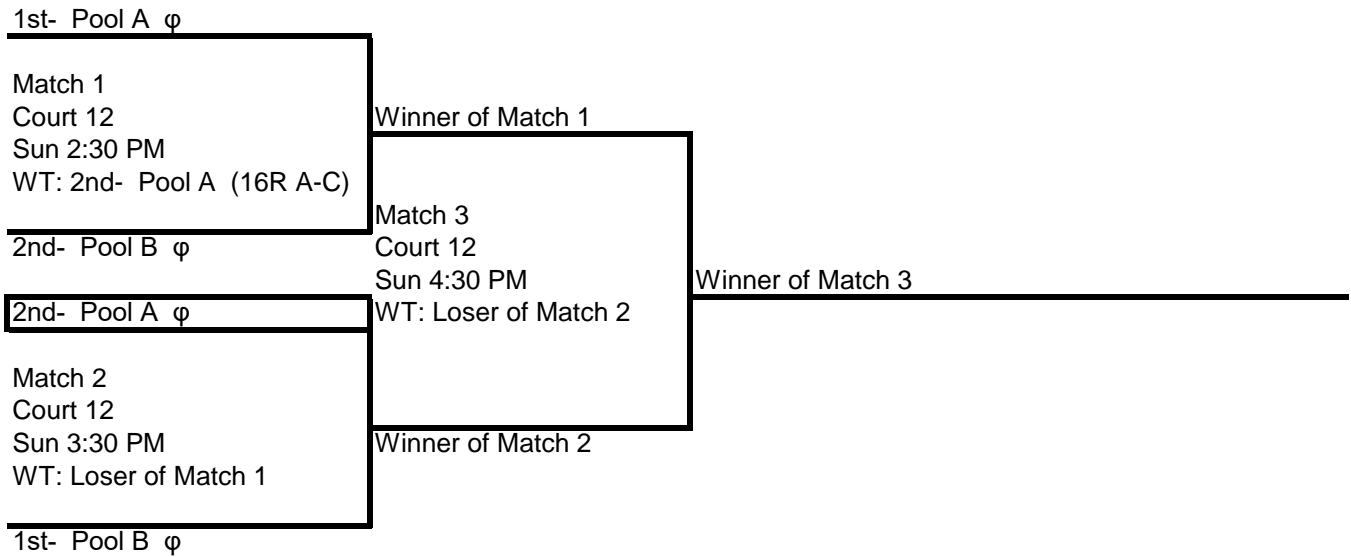 1st- Pool A φ
Match 1
Court 12
Sun 2:30 PM
WT: 2nd- Pool A (16R A-C)
2nd- Pool B φ
Winner of Match 1
2nd- Pool A φ
Match 2
Court 12
Sun 3:30 PM
WT: Loser of Match 1
1st- Pool B φ
Match 3
Court 12
Sun 4:30 PM
WT: Loser of Match 2
Winner of Match 2
Winner of Match 3